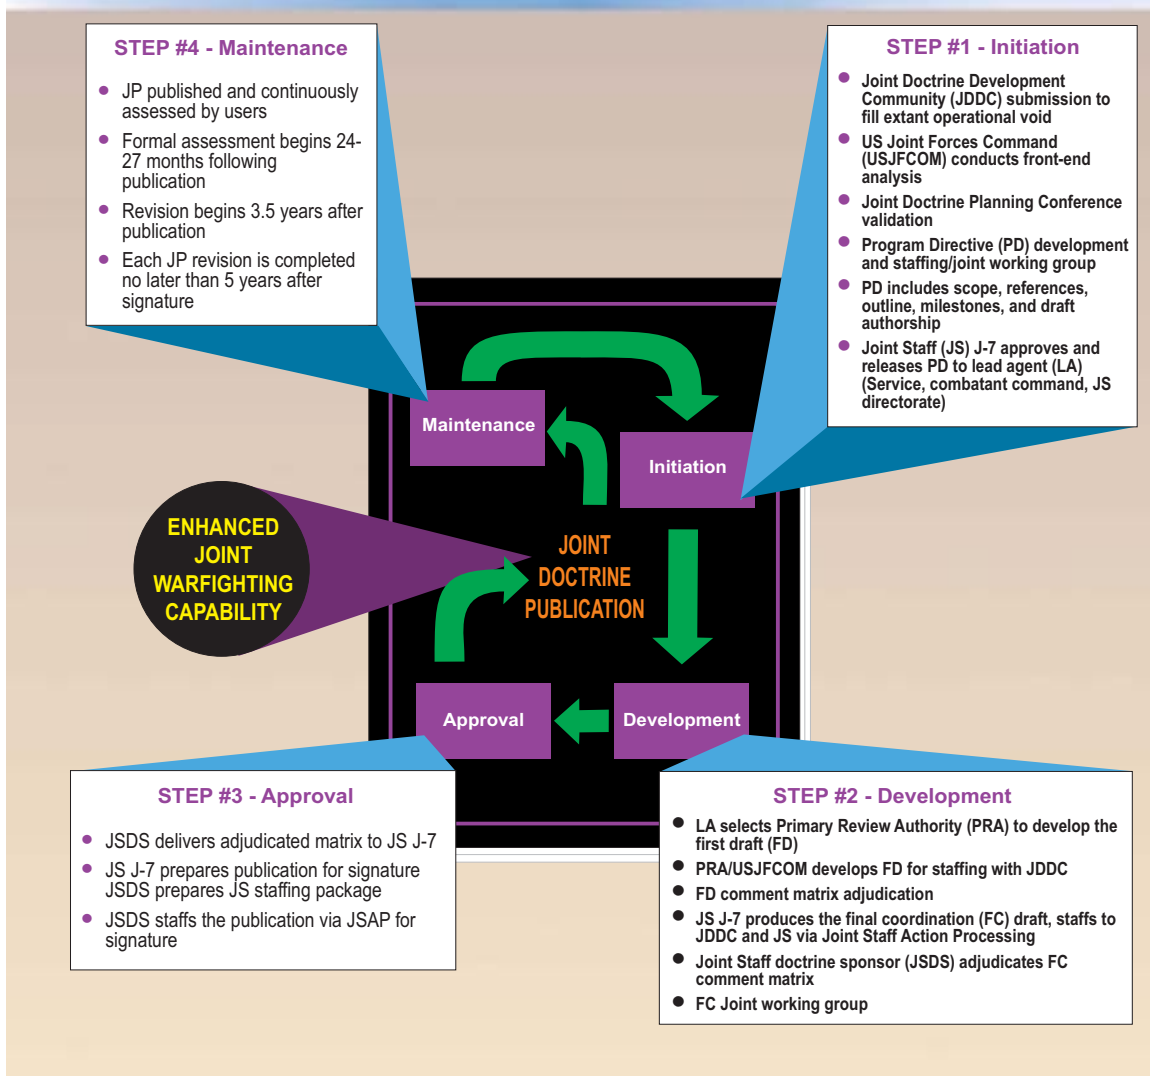 STEP #4 - Maintenance
JP published and continuously
assessed by users
Formal assessment begins 24-
27 months following
publication
Revision begins 3.5 years after
publication
Each JP revision is completed
no later than 5 years after
signature
STEP #1 - Initiation
Joint Doctrine Development
Community (JDDC) submission to
fill extant operational void
US Joint Forces Command
(USJFCOM) conducts front-end
analysis
Joint Doctrine Planning Conference
validation
Program Directive (PD) development
and staffing/joint working group
PD includes scope, references,
outline, milestones, and draft
authorship
Joint Staff (JS) J-7 approves and
releases PD to lead agent (LA)
(Service, combatant command, JS
directorate)
Maintenance
Initiation
ENHANCED
JOINT
WARFIGHTING
CAPABILITY
JOINT
DOCTRINE
PUBLICATION
Approval
Development
STEP #3 - Approval
JSDS delivers adjudicated matrix to JS J-7
JS J-7 prepares publication for signature
JSDS prepares JS staffing package
JSDS staffs the publication via JSAP for
signature
STEP #2 - Development
LA selects Primary Review Authority (PRA) to develop the
first draft (FD)
PRA/USJFCOM develops FD for staffing with JDDC
FD comment matrix adjudication
JS J-7 produces the final coordination (FC) draft, staffs to
JDDC and JS via Joint Staff Action Processing
Joint Staff doctrine sponsor (JSDS) adjudicates FC
comment matrix
FC Joint working group